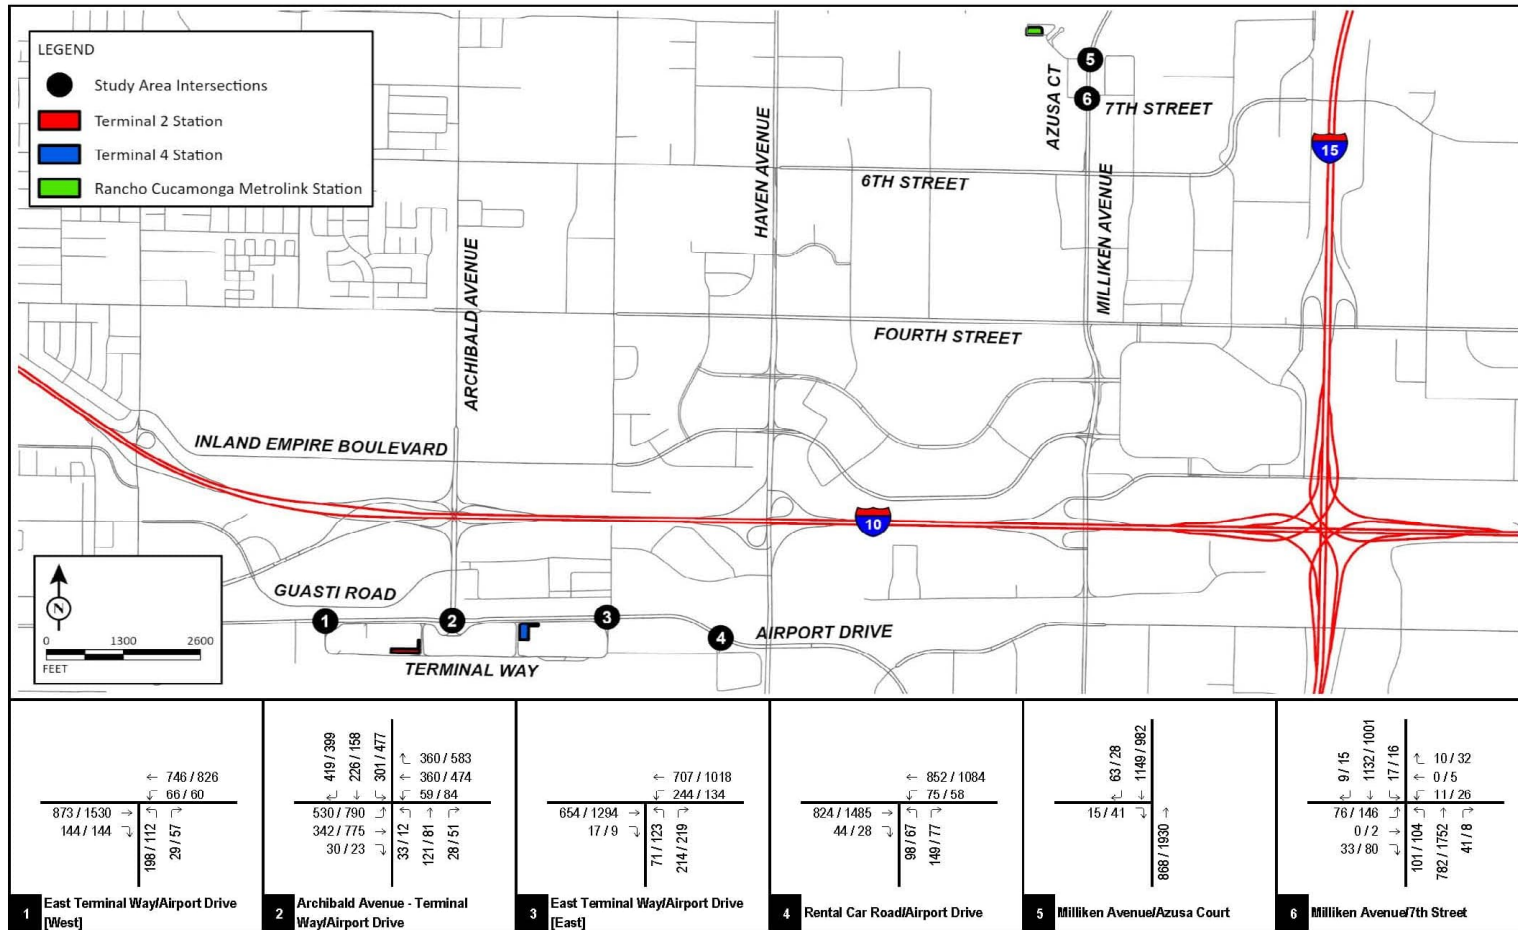 LEGEND
Study Area Intersections
Terminal 2 Station
Terminal 4 Station
Rancho Cucamonga Metrolink Station
5
6
AZUSA CT
7TH STREET
15
HAVEN AVENUE
6TH STREET
MILLIKEN AVENUE
ARCHIBALD AVENUE
FOURTH STREET
INLAND EMPIRE BOULEVARD
10
N
0 1300 2600
FEET
GUASTI ROAD
1
2
3
4
AIRPORT DRIVE
TERMINAL WAY
746 / 826
66 / 60
873 / 1530
144 / 144
198 / 112
29 / 57
1 East Terminal Way/Airport Drive
[West]
419 / 399
226 / 158
301 / 477
360 / 583
360 / 474
59 / 84
530 / 790
342 / 775
30 / 23
33 / 12
121 / 81
28 / 51
2 Archibald Avenue - Terminal
Way/Airport Drive
707 / 1018
244 / 134
654 / 1294
17 / 9
71 / 123
214 / 219
3 East Terminal Way/Airport Drive
[East]
852 / 1084
75 / 58
824 / 1485
44 / 28
98 / 67
149 / 77
4 Rental Car Road/Airport Drive
63 / 28
1149 / 982
15 / 41
868 / 1930
5 Milliken Avenue/Azusa Court
9 / 15
1132 / 1001
17 / 16
10 / 32
0 / 5
11 / 26
76 / 146
0 / 2
33 / 80
101 / 104
782 / 1752
41 / 8
6 Milliken Avenue/7th Street